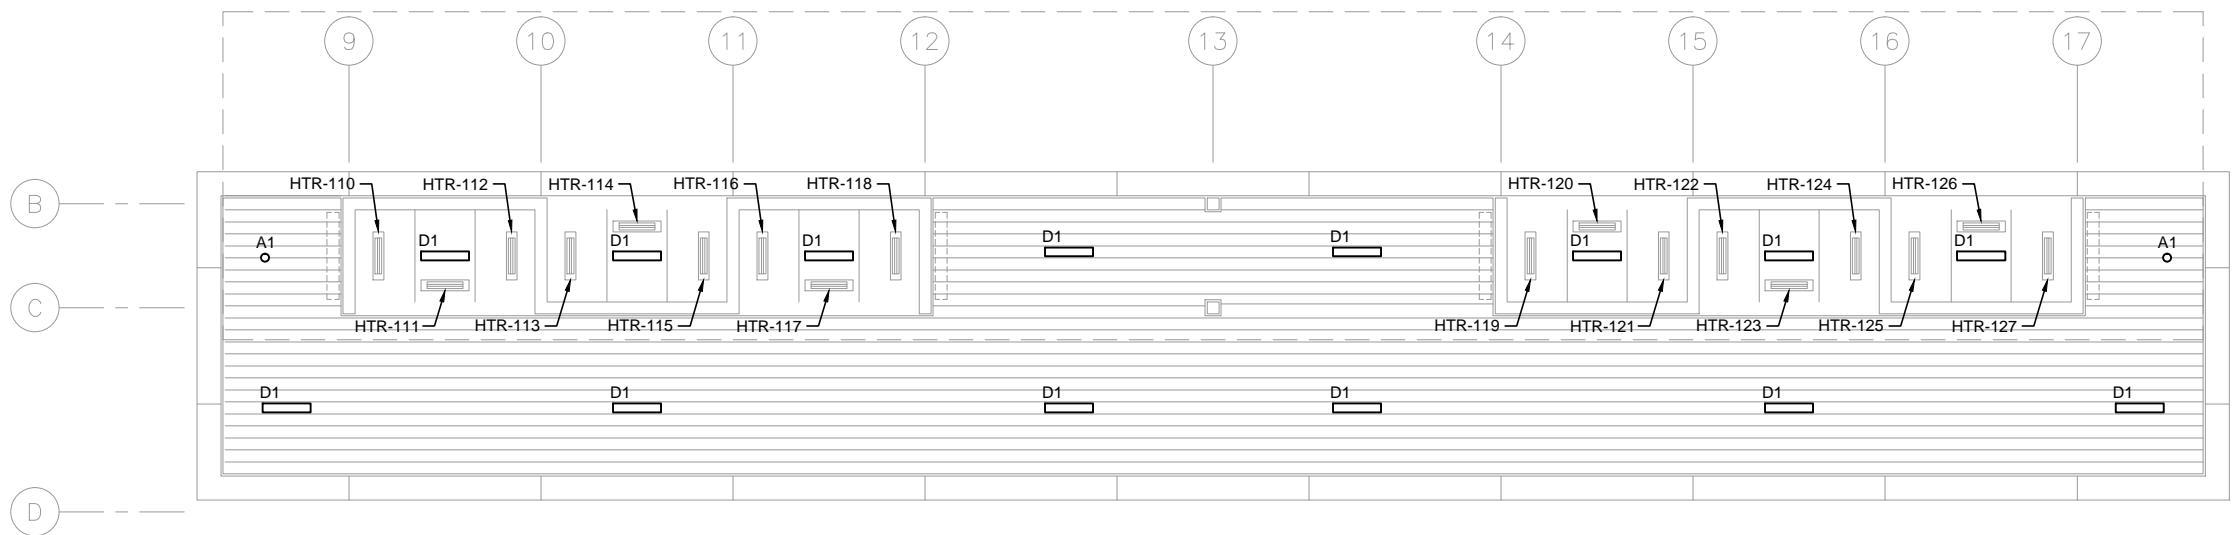 9 10 11 12 13 14 15 16 17
HTR-110 HTR-112 HTR-114 HTR-116 HTR-118 HTR-120 HTR-122 HTR-124 HTR-126
B
A1 D1 D1 D1 D1 D1 D1 D1 D1 A1
C
HTR-111 HTR-113 HTR-115 HTR-117 HTR-119 HTR-121 HTR-123 HTR-125 HTR-127
D1 D1 D1 D1 D1 D1
D